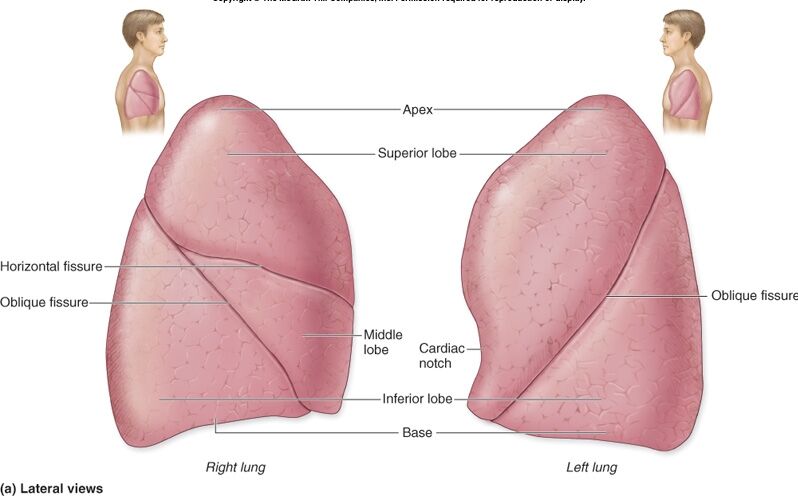 Apex
Superior lobe
Horizontal fissure
Oblique fissure
Oblique fissure
Middle
lobe
Cardiac
notch
Inferior lobe
Base
Right lung
Left lung
(a) Lateral views